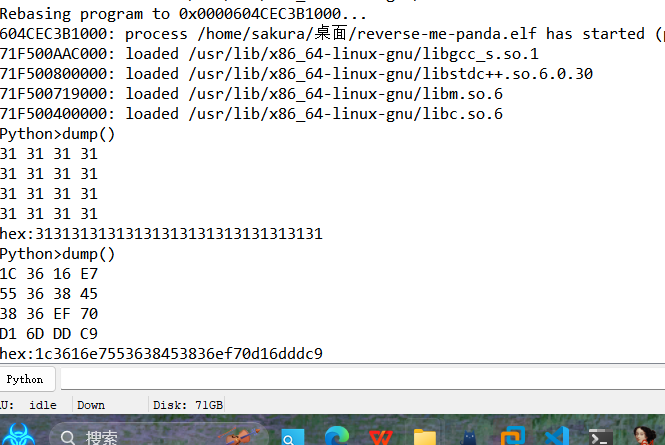 Rebasing program to 0x0000604CEC3B1000...
604CEC3B1000: process /home/sakura/桌面/reverse-me-panda.elf has started (
71F500AAC000: loaded /usr/lib/x86_64-linux-gnu/libgcc_s.so.1
71F500800000: loaded /usr/lib/x86_64-linux-gnu/libstdc++.so.6.0.30
71F500719000: loaded /usr/lib/x86_64-linux-gnu/libm.so.6
71F500400000: loaded /usr/lib/x86_64-linux-gnu/libc.so.6
Python>dump()
31 31 31 31
31 31 31 31
31 31 31 31
31 31 31 31
hex:31313131313131313131313131313131
Python>dump()
1C 36 16 E7
55 36 38 45
38 36 EF 70
D1 6D DD C9
hex:1c3616e7553638453836ef70d16dddc9
Python
U: idle Down Disk: 71GB
搜索